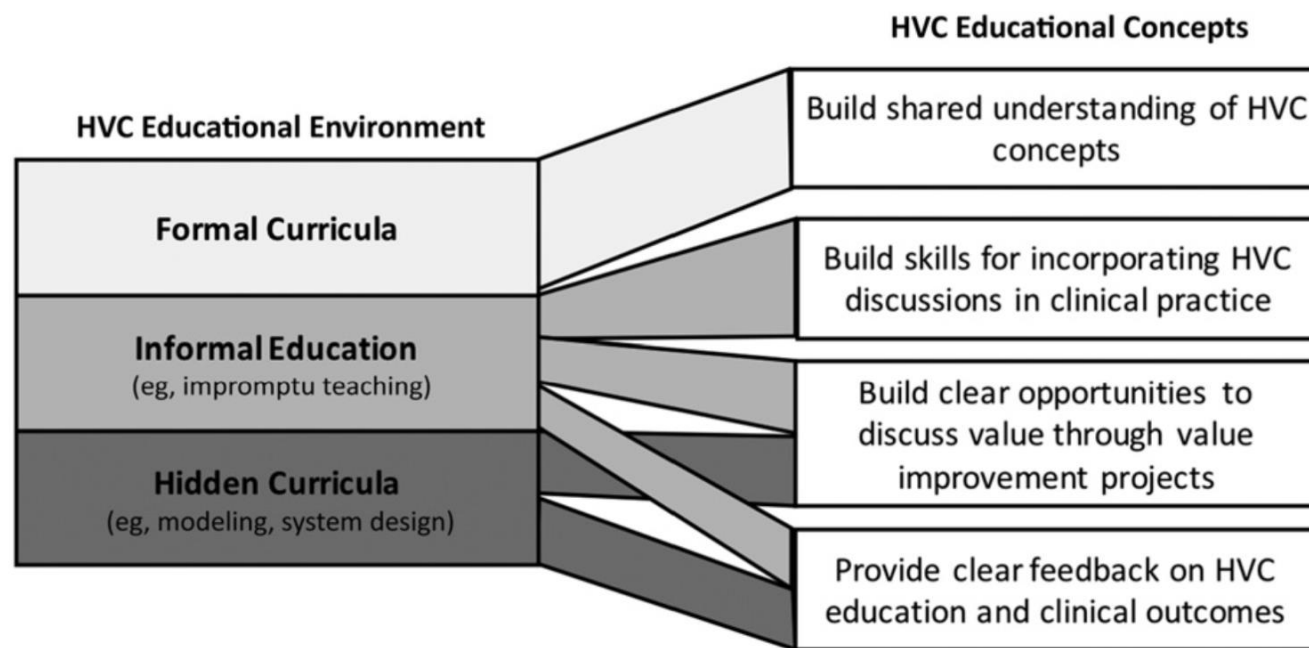 HVC Educational Environment
Formal Curricula
Informal Education
(eg, impromptu teaching)
Hidden Curricula
(eg, modeling, system design)
HVC Educational Concepts
Build shared understanding of HVC
concepts
Build skills for incorporating HVC
discussions in clinical practice
Build clear opportunities to
discuss value through value
improvement projects
Provide clear feedback on HVC
education and clinical outcomes